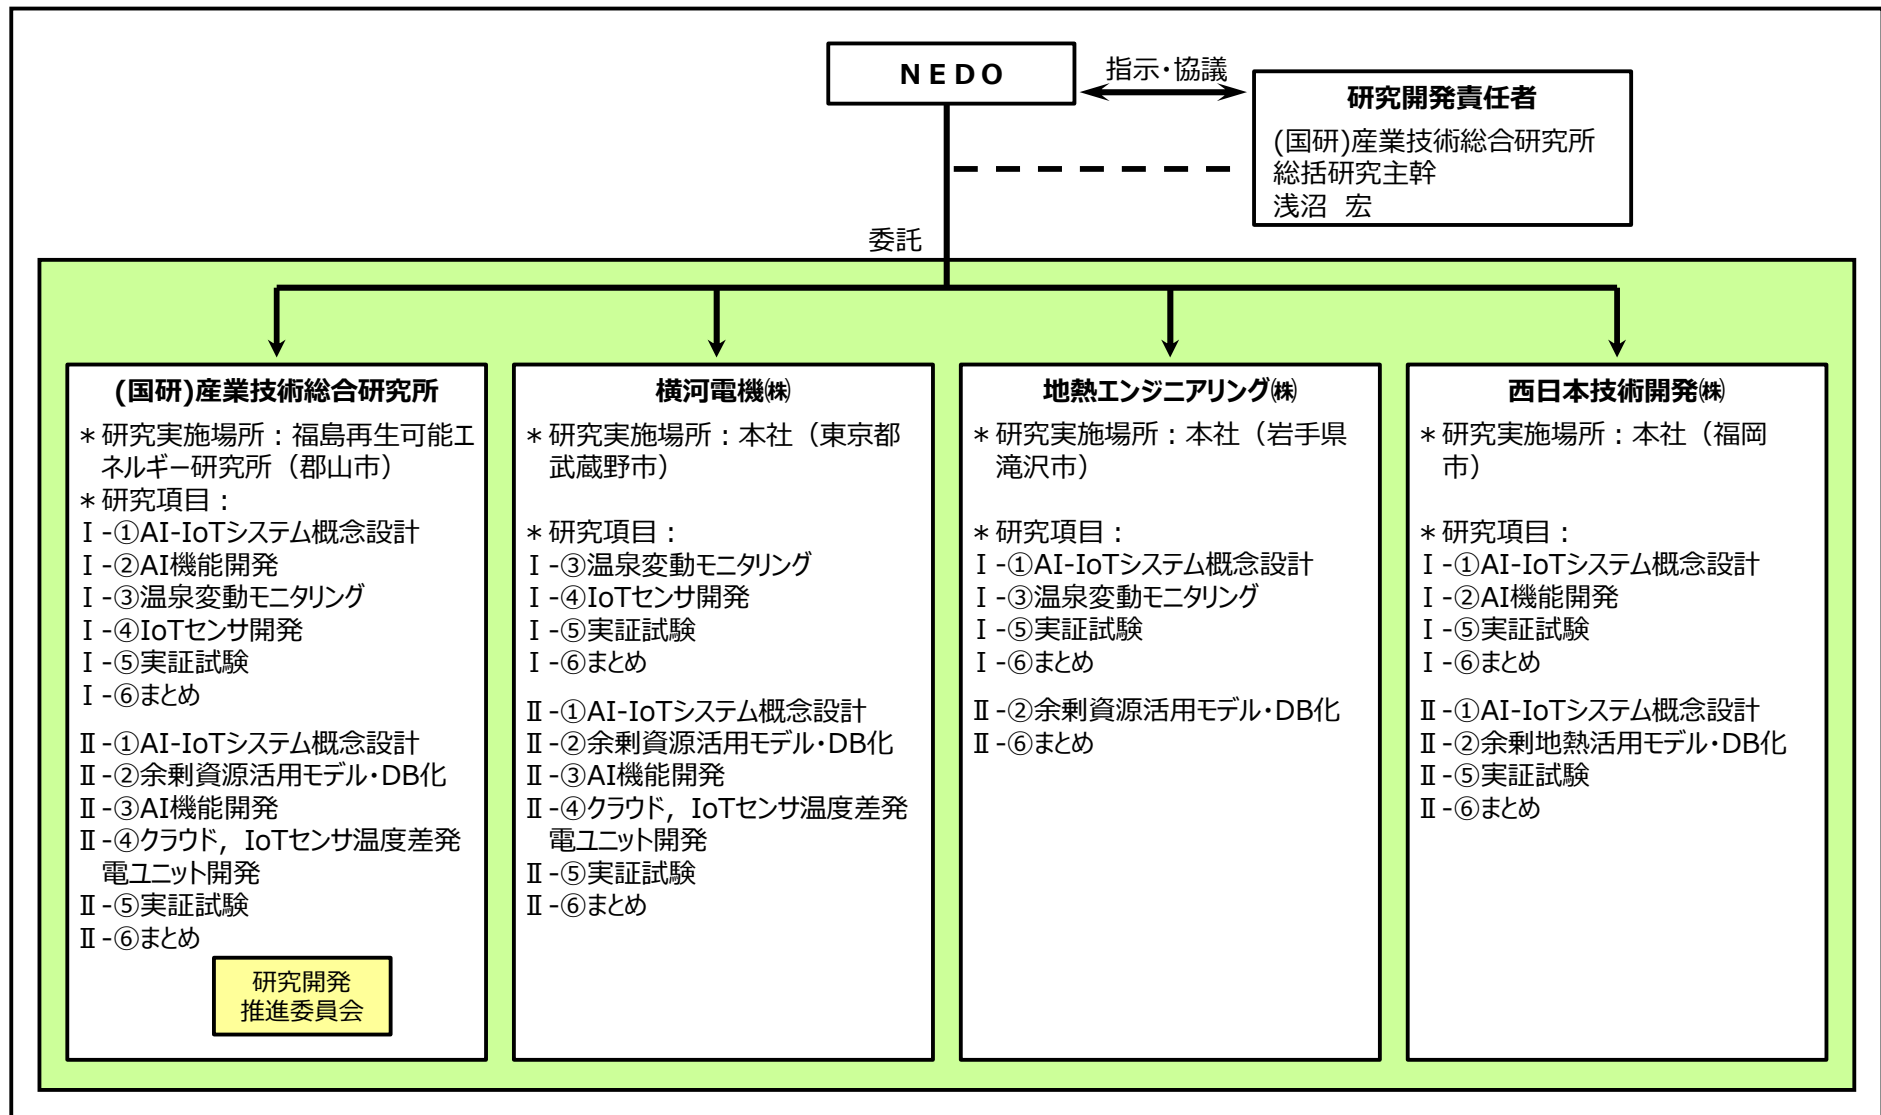 NEDO
指示・協議
研究開発責任者
(国研)産業技術総合研究所
総括研究主幹
浅沼 宏
委託
(国研)産業技術総合研究所
＊研究実施場所：福島再生可能エ
ネルギー研究所（郡山市）
＊研究項目：
Ⅰ-①AI-IoTシステム概念設計
Ⅰ-②AI機能開発
Ⅰ-③温泉変動モニタリング
Ⅰ-④IoTセンサ開発
Ⅰ-⑤実証試験
Ⅰ-⑥まとめ
Ⅱ-①AI-IoTシステム概念設計
Ⅱ-②余剰資源活用モデル・DB化
Ⅱ-③AI機能開発
Ⅱ-④クラウド，IoTセンサ温度差発
電ユニット開発
Ⅱ-⑤実証試験
Ⅱ-⑥まとめ
研究開発
推進委員会
横河電機㈱
＊研究実施場所：本社（東京都
武蔵野市）
＊研究項目：
Ⅰ-③温泉変動モニタリング
Ⅰ-④IoTセンサ開発
Ⅰ-⑤実証試験
Ⅰ-⑥まとめ
Ⅱ-①AI-IoTシステム概念設計
Ⅱ-②余剰資源活用モデル・DB化
Ⅱ-③AI機能開発
Ⅱ-④クラウド，IoTセンサ温度差発
電ユニット開発
Ⅱ-⑤実証試験
Ⅱ-⑥まとめ
地熱エンジニアリング㈱
＊研究実施場所：本社（岩手県
滝沢市）
＊研究項目：
Ⅰ-①AI-IoTシステム概念設計
Ⅰ-③温泉変動モニタリング
Ⅰ-⑤実証試験
Ⅰ-⑥まとめ
Ⅱ-②余剰資源活用モデル・DB化
Ⅱ-⑥まとめ
西日本技術開発㈱
＊研究実施場所：本社（福岡
市）
＊研究項目：
Ⅰ-①AI-IoTシステム概念設計
Ⅰ-②AI機能開発
Ⅰ-⑤実証試験
Ⅰ-⑥まとめ
Ⅱ-①AI-IoTシステム概念設計
Ⅱ-②余剰地熱活用モデル・DB化
Ⅱ-⑤実証試験
Ⅱ-⑥まとめ